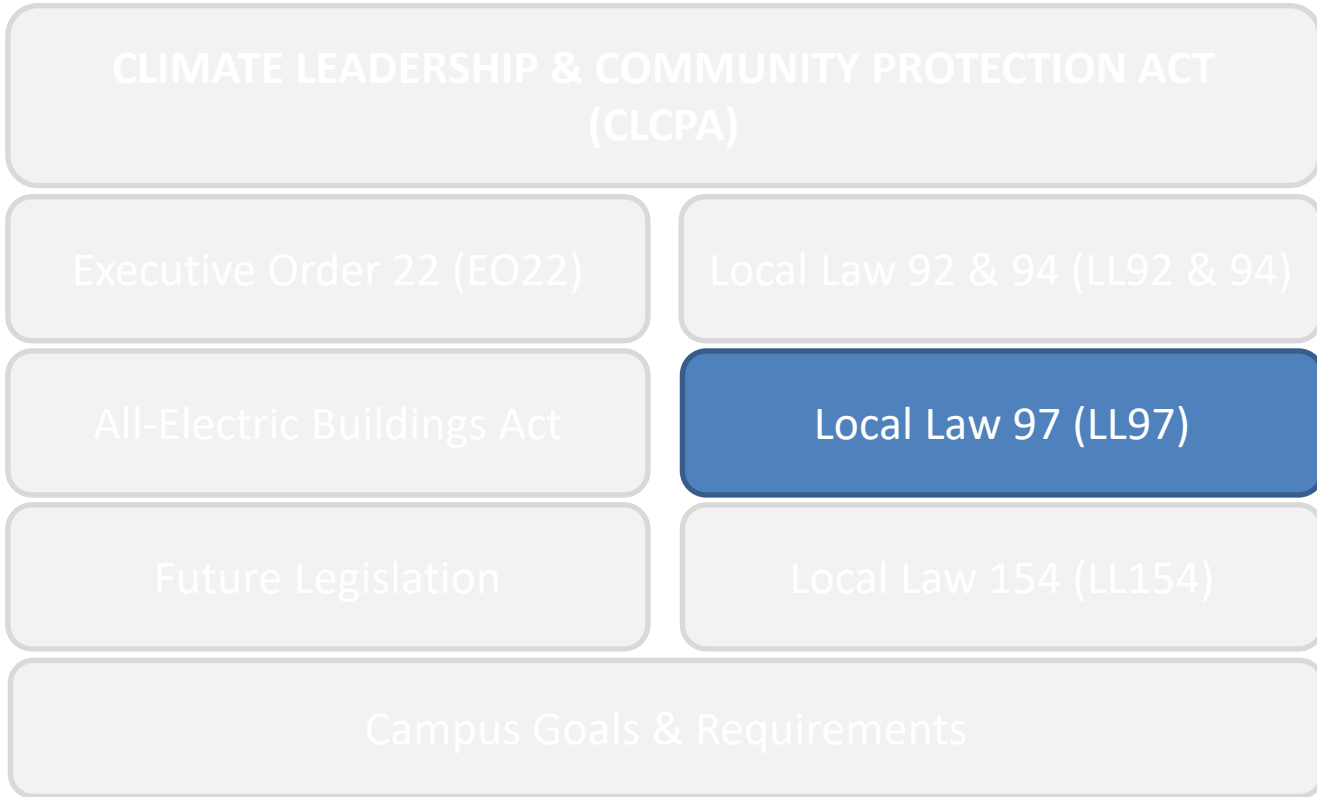 CLIMATE LEADERSHIP & COMMUNITY PROTECTION ACT
(CLCPA)
Executive Order 22 (EO22)
Local Law 92 & 94 (LL92 & 94)
All-Electric Buildings Act
Local Law 97 (LL97)
Future Legislation
Local Law 154 (LL154)
Campus Goals & Requirements